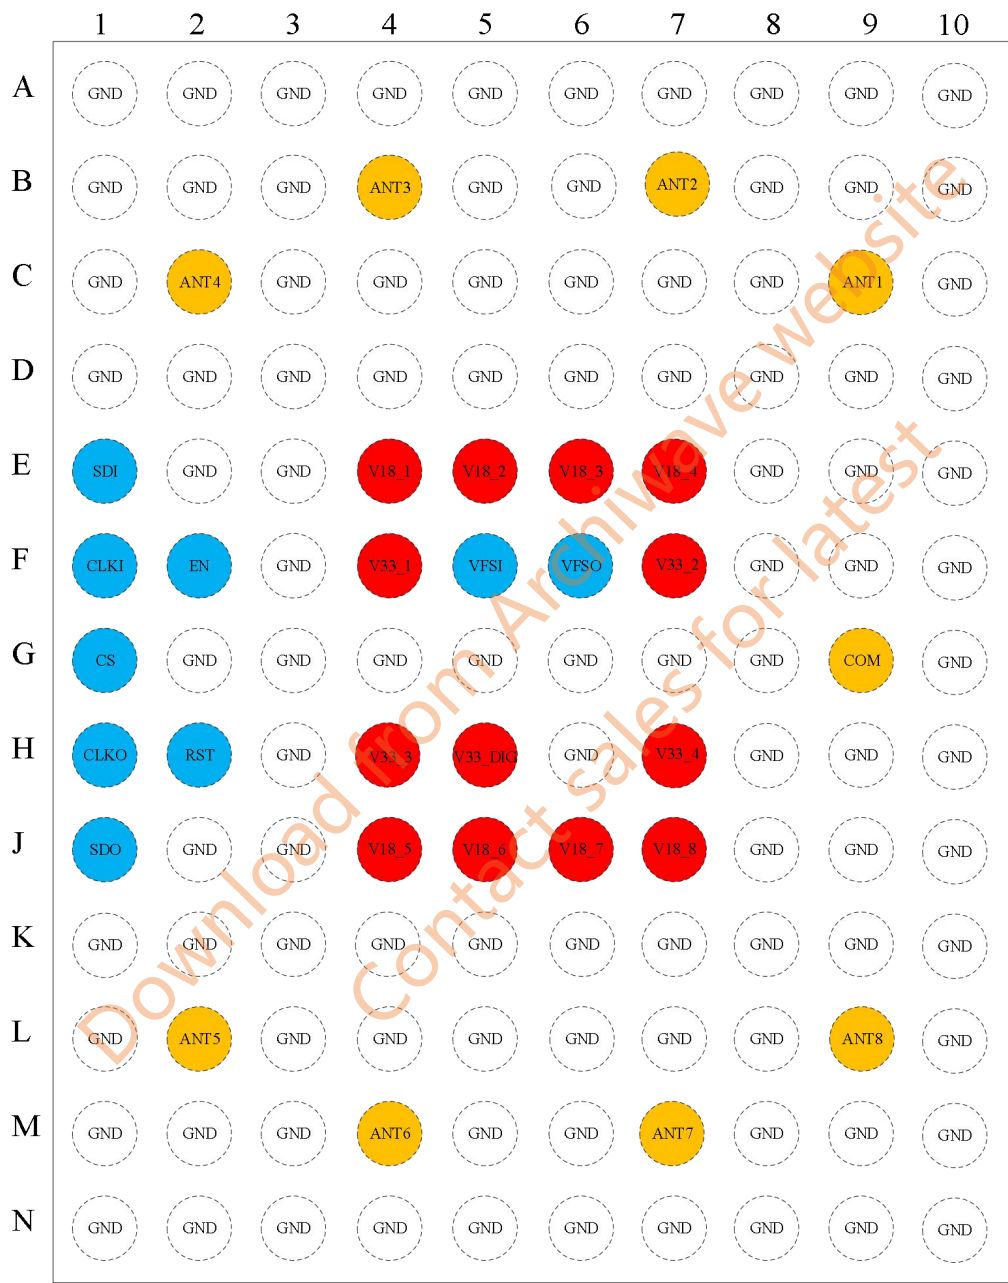 1 2 3 4 5 6 7 8 9 10
A GND GND GND GND GND GND GND GND GND GND
B GND GND GND ANT3 GND GND ANT2 GND GND GND
C GND ANT4 GND GND GND GND GND GND ANT1 GND
D GND GND GND GND GND GND GND GND GND GND
E SDI GND GND V18_1 V18_2 V18_3 V18_4 GND GND GND
F CLKI EN GND V33_1 VFSI VFSO V33_2 GND GND GND
G CS GND GND GND GND GND GND GND COM GND
H CLKO RST GND V33_3 V33_DIG GND V33_4 GND GND GND
J SDO GND GND V18_5 V18_6 V18_7 V18_8 GND GND GND
K GND GND GND GND GND GND GND GND GND GND
L GND ANT5 GND GND GND GND GND GND ANT8 GND
M GND GND GND ANT6 GND GND ANT7 GND GND GND
N GND GND GND GND GND GND GND GND GND GND
Download from Archiwave website
Contact sales for latest